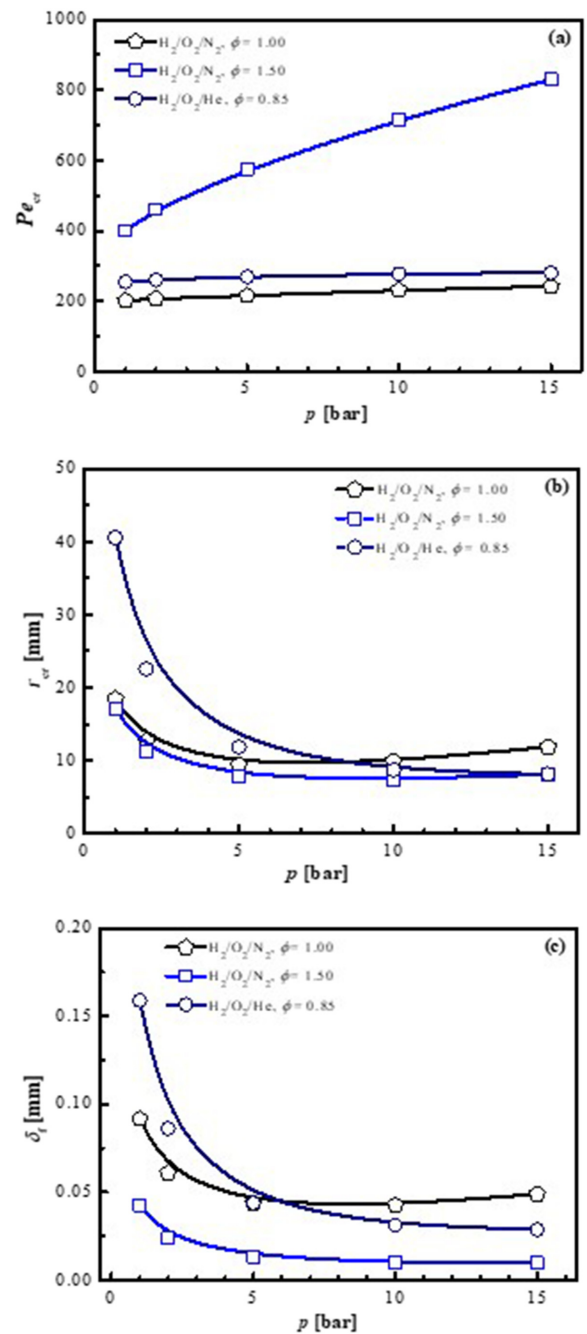 1000
800
600
400
200
0
Pe_cr
H₂/O₂/N₂, ϕ= 1.00
H₂/O₂/N₂, ϕ= 1.50
H₂/O₂/He, ϕ= 0.85
(a)
0 5 10 15
p [bar]
50
40
30
20
10
0
r_cr [mm]
H₂/O₂/N₂, ϕ= 1.00
H₂/O₂/N₂, ϕ= 1.50
H₂/O₂/He, ϕ= 0.85
(b)
0 5 10 15
p [bar]
0.20
0.15
0.10
0.05
0.00
δ_f [mm]
H₂/O₂/N₂, ϕ= 1.00
H₂/O₂/N₂, ϕ= 1.50
H₂/O₂/He, ϕ= 0.85
(c)
0 5 10 15
p [bar]